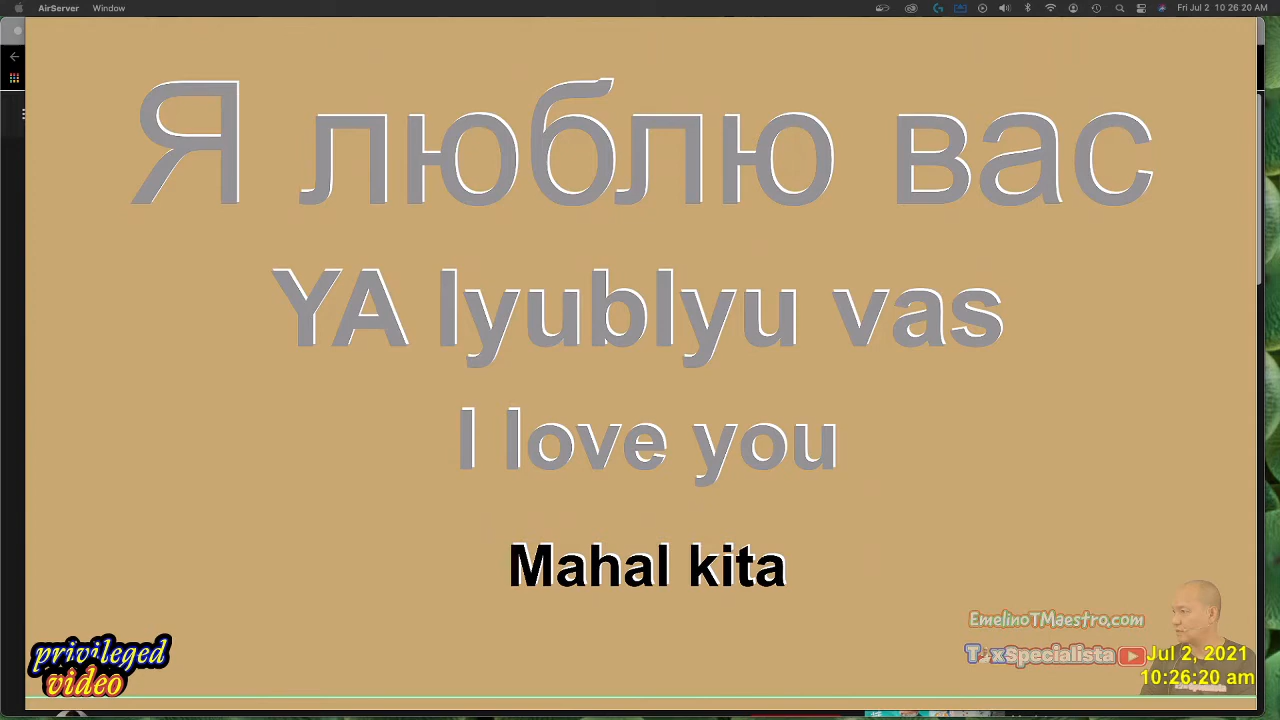 AirServer Window Fri Jul 2 10:26:20 AM
Я люблю вас
YA lyublyu vas
I love you
Mahal kita
EmelinoTMaestro.com
TaxSpecialista
privileged
video
Jul 2, 2021
10:26:20 am